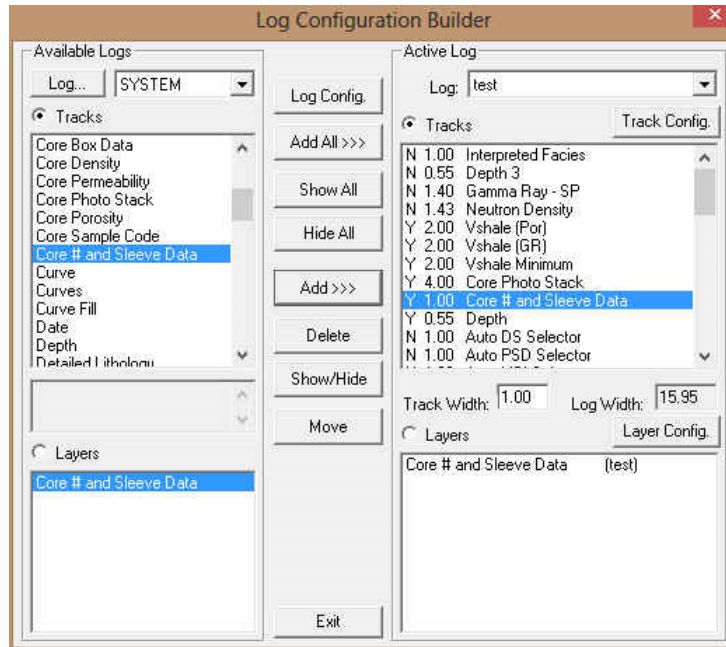 Log Configuration Builder
Available Logs
Log...
SYSTEM
Tracks
Core Box Data
Core Density
Core Permeability
Core Photo Stack
Core Porosity
Core Sample Code
Core # and Sleeve Data
Curve
Curves
Curve Fill
Date
Depth
Detailed Lithology
Layers
Core # and Sleeve Data
Log Config.
Add All >>>
Show All
Hide All
Add >>>
Delete
Show/Hide
Move
Exit
Active Log
Log: test
Tracks
Track Config.
N 1.00 Interpreted Facies
N 0.55 Depth 3
N 1.40 Gamma Ray - SP
N 1.43 Neutron Density
Y 2.00 Vshale (Por)
Y 2.00 Vshale (GR)
Y 2.00 Vshale Minimum
Y 4.00 Core Photo Stack
Y 1.00 Core # and Sleeve Data
Y 0.55 Depth
N 1.00 Auto DS Selector
N 1.00 Auto PSD Selector
Track Width: 1.00 Log Width: 15.95
Layers
Layer Config.
Core # and Sleeve Data (test)